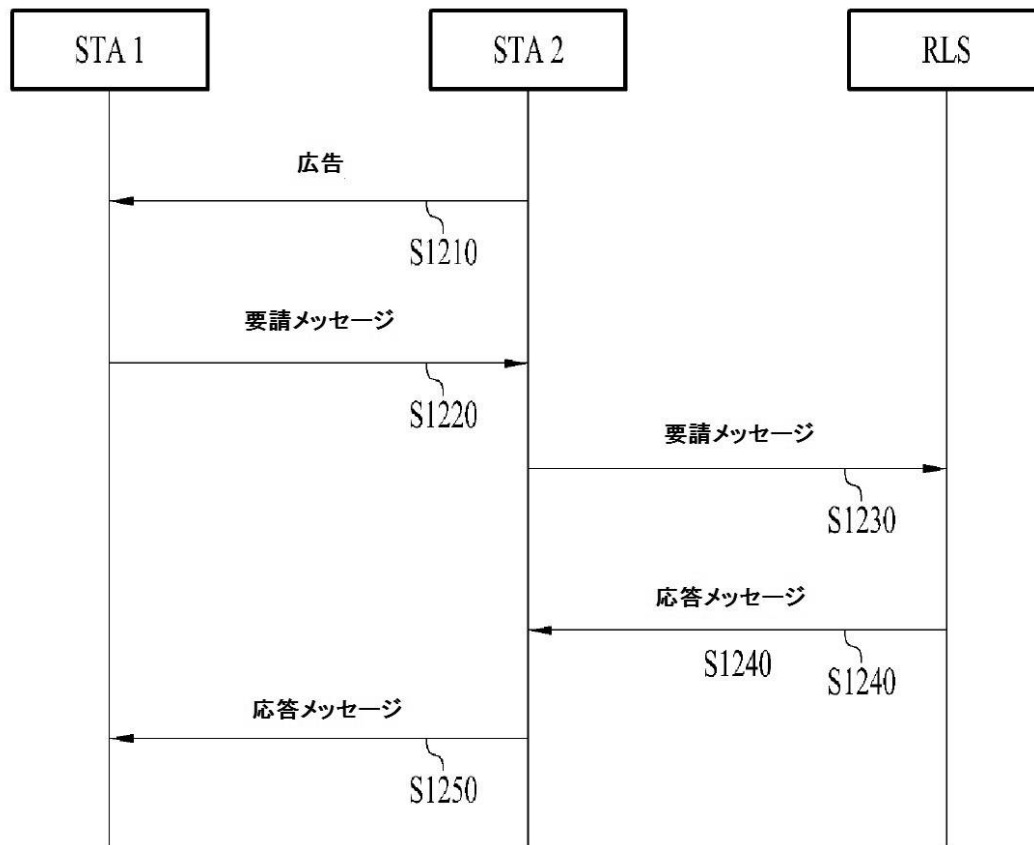 STA 1
STA 2
RLS
広告
S1210
要請メッセージ
S1220
要請メッセージ
S1230
応答メッセージ
S1240
S1240
応答メッセージ
S1250